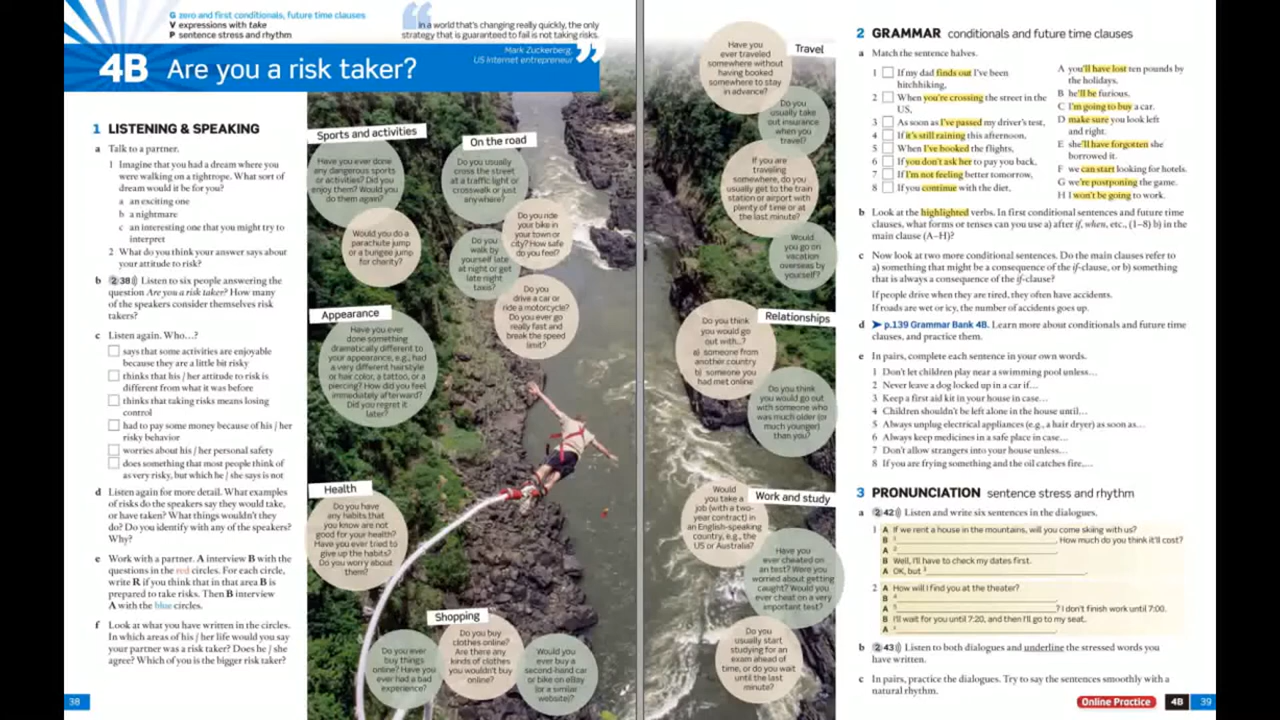 G zero and first conditionals, future time clauses
V expressions with take
P sentence stress and rhythm
“In a world that's changing really quickly, the only
strategy that is guaranteed to fail is not taking risks.”
Mark Zuckerberg,
US internet entrepreneur
4B Are you a risk taker?
1 LISTENING & SPEAKING
a Talk to a partner.
1 Imagine that you had a dream where you
were walking on a tightrope. What sort of
dream would it be for you?
a an exciting one
b a nightmare
c an interesting one that you might try to
interpret
2 What do you think your answer says about
your attitude to risk?
b 2 38)) Listen to six people answering the
question Are you a risk taker? How many
of the speakers consider themselves risk
takers?
c Listen again. Who...?
says that some activities are enjoyable
because they are a little bit risky
thinks that his / her attitude to risk is
different from what it was before
thinks that taking risks means losing
control
had to pay some money because of his / her
risky behavior
worries about his / her personal safety
does something that most people think of
as very risky, but which he / she says is not
d Listen again for more detail. What examples
of risks do the speakers say they would take,
or have taken? What things wouldn't they
do? Do you identify with any of the speakers?
Why?
e Work with a partner. A interview B with the
questions in the red circles. For each circle,
write R if you think that in that area B is
prepared to take risks. Then B interview
A with the blue circles.
f Look at what you have written in the circles.
In which areas of his / her life would you say
your partner was a risk taker? Does he / she
agree? Which of you is the bigger risk taker?
38
Sports and activities
Have you ever done
any dangerous sports
or activities? Did you
enjoy them? Would you
do them again?
Would you do a
parachute jump
or a bungee jump
for charity?
On the road
Do you usually
cross the street
at a traffic light or
crosswalk or just
anywhere?
Do you ride
your bike in
your town or
city? How safe
do you feel?
Do you
walk by
yourself late
at night or get
late night
taxis?
Do you
drive a car or
ride a motorcycle?
Do you ever go
really fast and
break the speed
limit?
Appearance
Have you ever
done something
dramatically different to
your appearance, e.g., had
a very different hairstyle
or hair color, a tattoo, or a
piercing? How did you feel
immediately afterward?
Did you regret it
later?
Health
Do you have
any habits that
you know are not
good for your health?
Have you ever tried to
give up the habits?
Do you worry about
them?
Shopping
Do you ever
buy things
online? Have you
ever had a bad
experience?
Do you buy
clothes online?
Are there any
kinds of clothes
you wouldn't buy
online?
Would you
ever buy a
second-hand car
or bike on eBay
(or a similar
website)?
Travel
Have you
ever traveled
somewhere without
having booked
somewhere to stay
in advance?
Do you
usually take
out insurance
when you
travel?
If you are
traveling
somewhere, do you
usually get to the train
station or airport with
plenty of time or at
the last minute?
Would
you go on
vacation
overseas by
yourself?
Relationships
Do you think
you would go
out with...?
a) someone from
another country
b) someone you
had met online
Do you think
you would go out
with someone who
was much older (or
much younger)
than you?
Work and study
Would
you take a
job (with a two-
year contract) in
an English-speaking
country, e.g., the
US or Australia?
Have you
ever cheated on
an test? Were you
worried about getting
caught? Would you
ever cheat on a very
important test?
Do you
usually start
studying for an
exam ahead of
time, or do you wait
until the last
minute?
2 GRAMMAR conditionals and future time clauses
a Match the sentence halves.
1 If my dad finds out I've been
hitchhiking,
2 When you're crossing the street in the
US,
3 As soon as I've passed my driver's test,
4 If it's still raining this afternoon,
5 When I've booked the flights,
6 If you don't ask her to pay you back,
7 If I'm not feeling better tomorrow,
8 If you continue with the diet,
A you'll have lost ten pounds by
the holidays.
B he'll be furious.
C I'm going to buy a car.
D make sure you look left
and right.
E she'll have forgotten she
borrowed it.
F we can start looking for hotels.
G we're postponing the game.
H I won't be going to work.
b Look at the highlighted verbs. In first conditional sentences and future time
clauses, what forms or tenses can you use a) after if, when, etc., (1–8) b) in the
main clause (A–H)?
c Now look at two more conditional sentences. Do the main clauses refer to
a) something that might be a consequence of the if-clause, or b) something
that is always a consequence of the if-clause?
If people drive when they are tired, they often have accidents.
If roads are wet or icy, the number of accidents goes up.
d p.139 Grammar Bank 4B. Learn more about conditionals and future time
clauses, and practice them.
e In pairs, complete each sentence in your own words.
1 Don't let children play near a swimming pool unless...
2 Never leave a dog locked up in a car if...
3 Keep a first aid kit in your house in case...
4 Children shouldn't be left alone in the house until...
5 Always unplug electrical appliances (e.g., a hair dryer) as soon as...
6 Always keep medicines in a safe place in case...
7 Don't allow strangers into your house unless...
8 If you are frying something and the oil catches fire,...
3 PRONUNCIATION sentence stress and rhythm
a 2 42)) Listen and write six sentences in the dialogues.
1 A If we rent a house in the mountains, will you come skiing with us?
B 1 ____. How much do you think it'll cost?
A 2 ____.
B Well, I'll have to check my dates first.
A OK, but 3 ____.
2 A How will I find you at the theater?
B 4 ____.
A 5 ____? I don't finish work until 7:00.
B I'll wait for you until 7:20, and then I'll go to my seat.
A 6 ____.
b 2 43)) Listen to both dialogues and underline the stressed words you
have written.
c In pairs, practice the dialogues. Try to say the sentences smoothly with a
natural rhythm.
Online Practice 4B 39